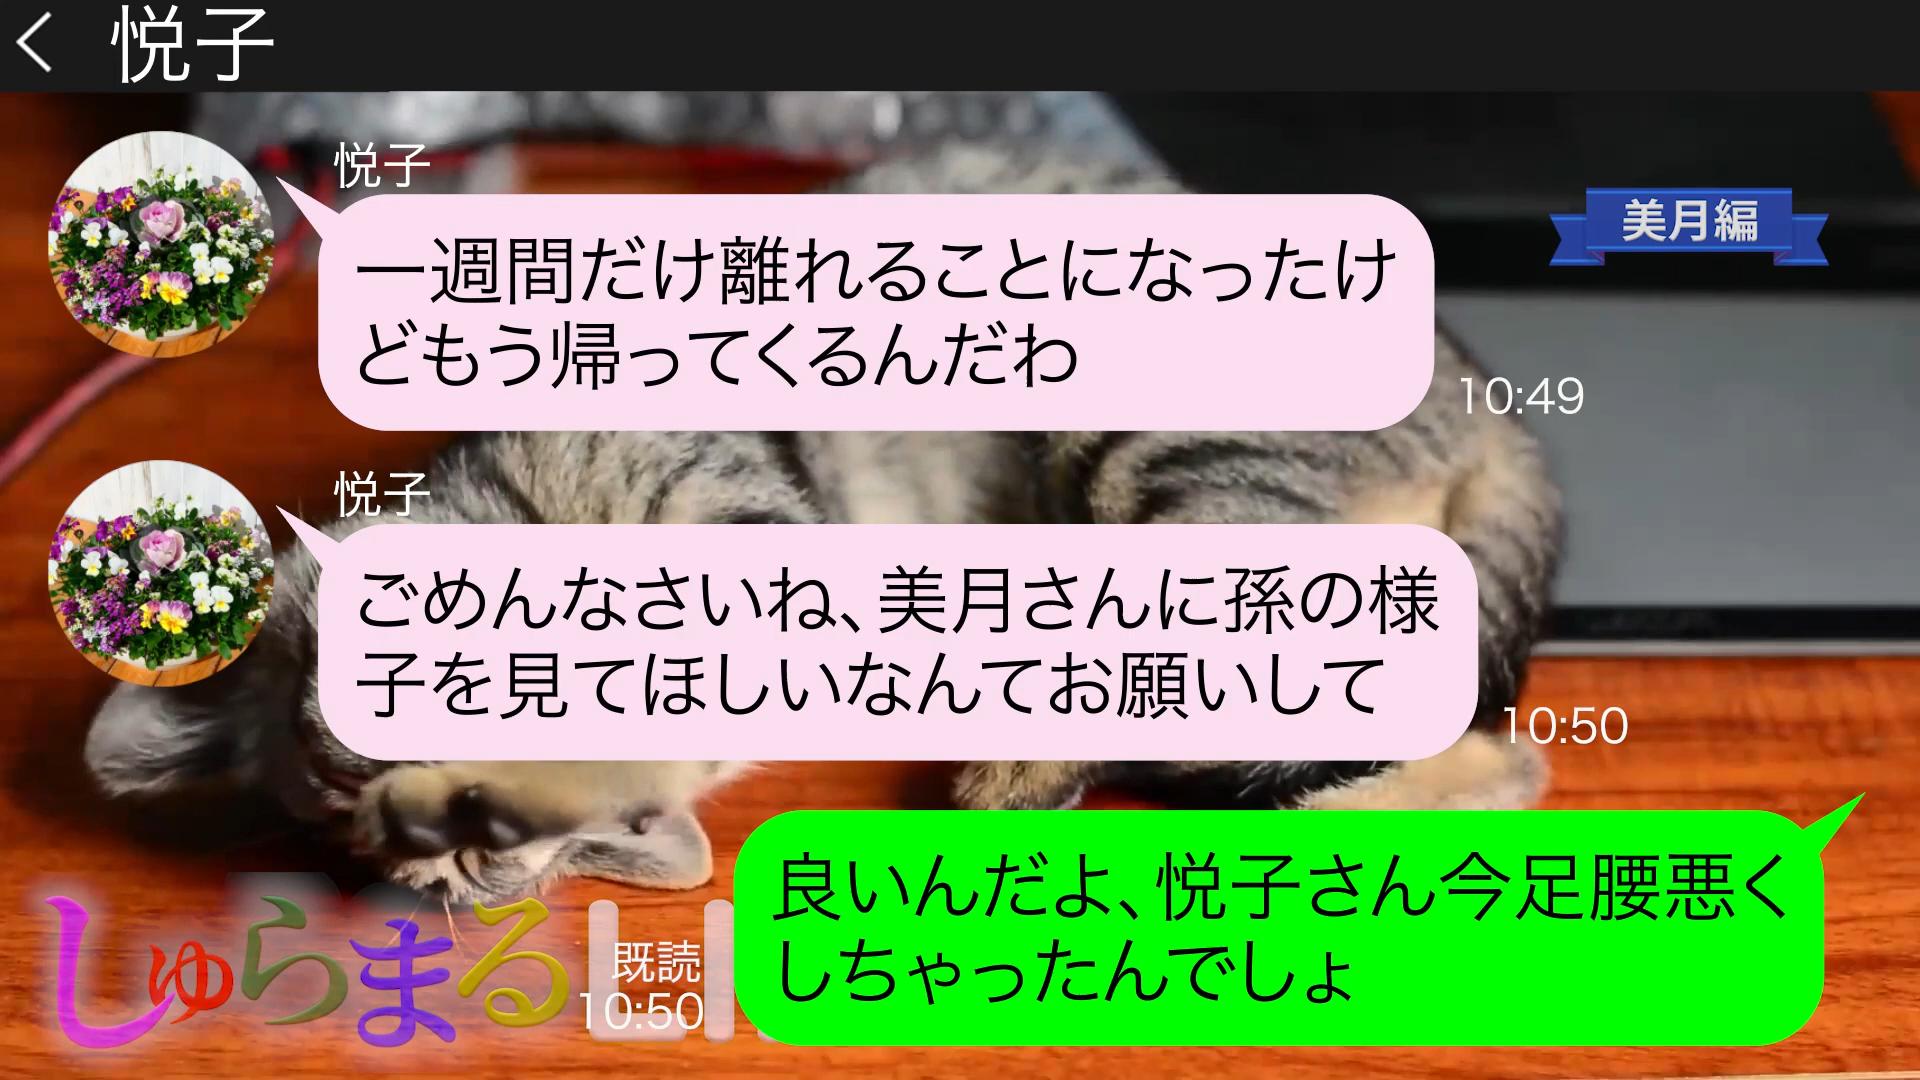 悦子
悦子
美月編
一週間だけ離れることになったけ
どもう帰ってくるんだわ
10:49
悦子
ごめんなさいね、美月さんに孫の様
子を見てほしいなんてお願いして
10:50
良いんだよ、悦子さん今足腰悪く
しちゃったんでしょ
既読
10:50
しゅらまる